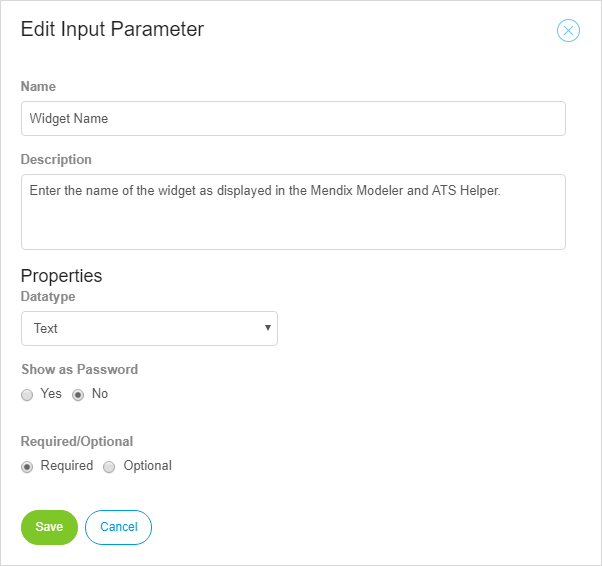 Edit Input Parameter
Name
Widget Name
Description
Enter the name of the widget as displayed in the Mendix Modeler and ATS Helper.
Properties
Datatype
Text
Show as Password
Yes No
Required/Optional
Required Optional
Save Cancel